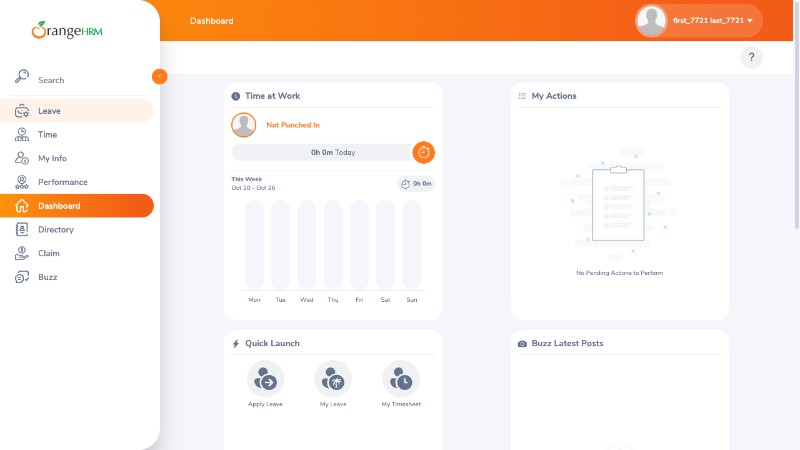 OrangeHRM
Search
Leave
Time
My Info
Performance
Dashboard
Directory
Claim
Buzz
Dashboard
first_7721 last_7721
?
Time at Work
Not Punched In
0h 0m Today
This Week
Oct 20 - Oct 26
0h 0m
Mon Tue Wed Thu Fri Sat Sun
My Actions
No Pending Actions to Perform
Quick Launch
Apply Leave
My Leave
My Timesheet
Buzz Latest Posts